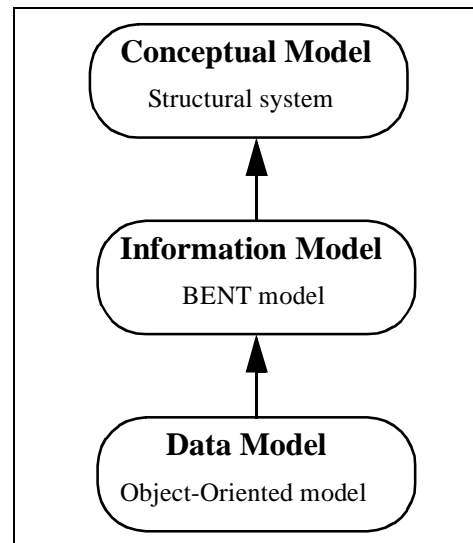 Conceptual Model
Structural system
Information Model
BENT model
Data Model
Object-Oriented model